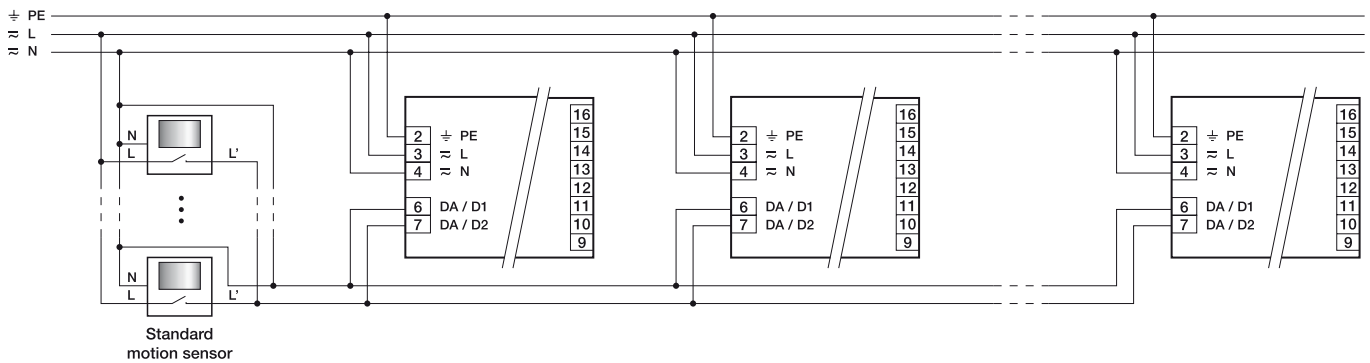 ⏚ PE
≂ L
≂ N
N
L
L'
N
L
L'
Standard
motion sensor
2 ⏚ PE
3 ≂ L
4 ≂ N
6 DA / D1
7 DA / D2
16
15
14
13
12
11
10
9
2 ⏚ PE
3 ≂ L
4 ≂ N
6 DA / D1
7 DA / D2
16
15
14
13
12
11
10
9
2 ⏚ PE
3 ≂ L
4 ≂ N
6 DA / D1
7 DA / D2
16
15
14
13
12
11
10
9